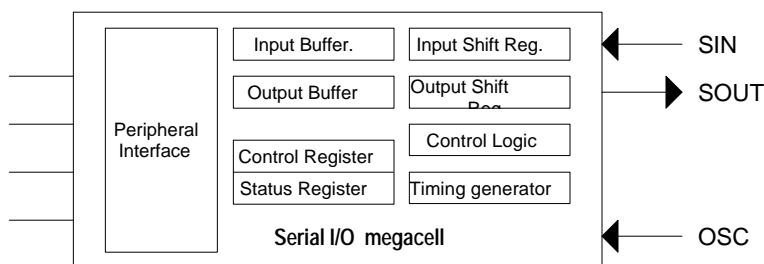 Input Buffer. Input Shift Reg. SIN
Output Buffer Output Shift SOUT
Reg
Peripheral
Interface
Control Logic
Control Register
Status Register Timing generator
Serial I/O megacell OSC